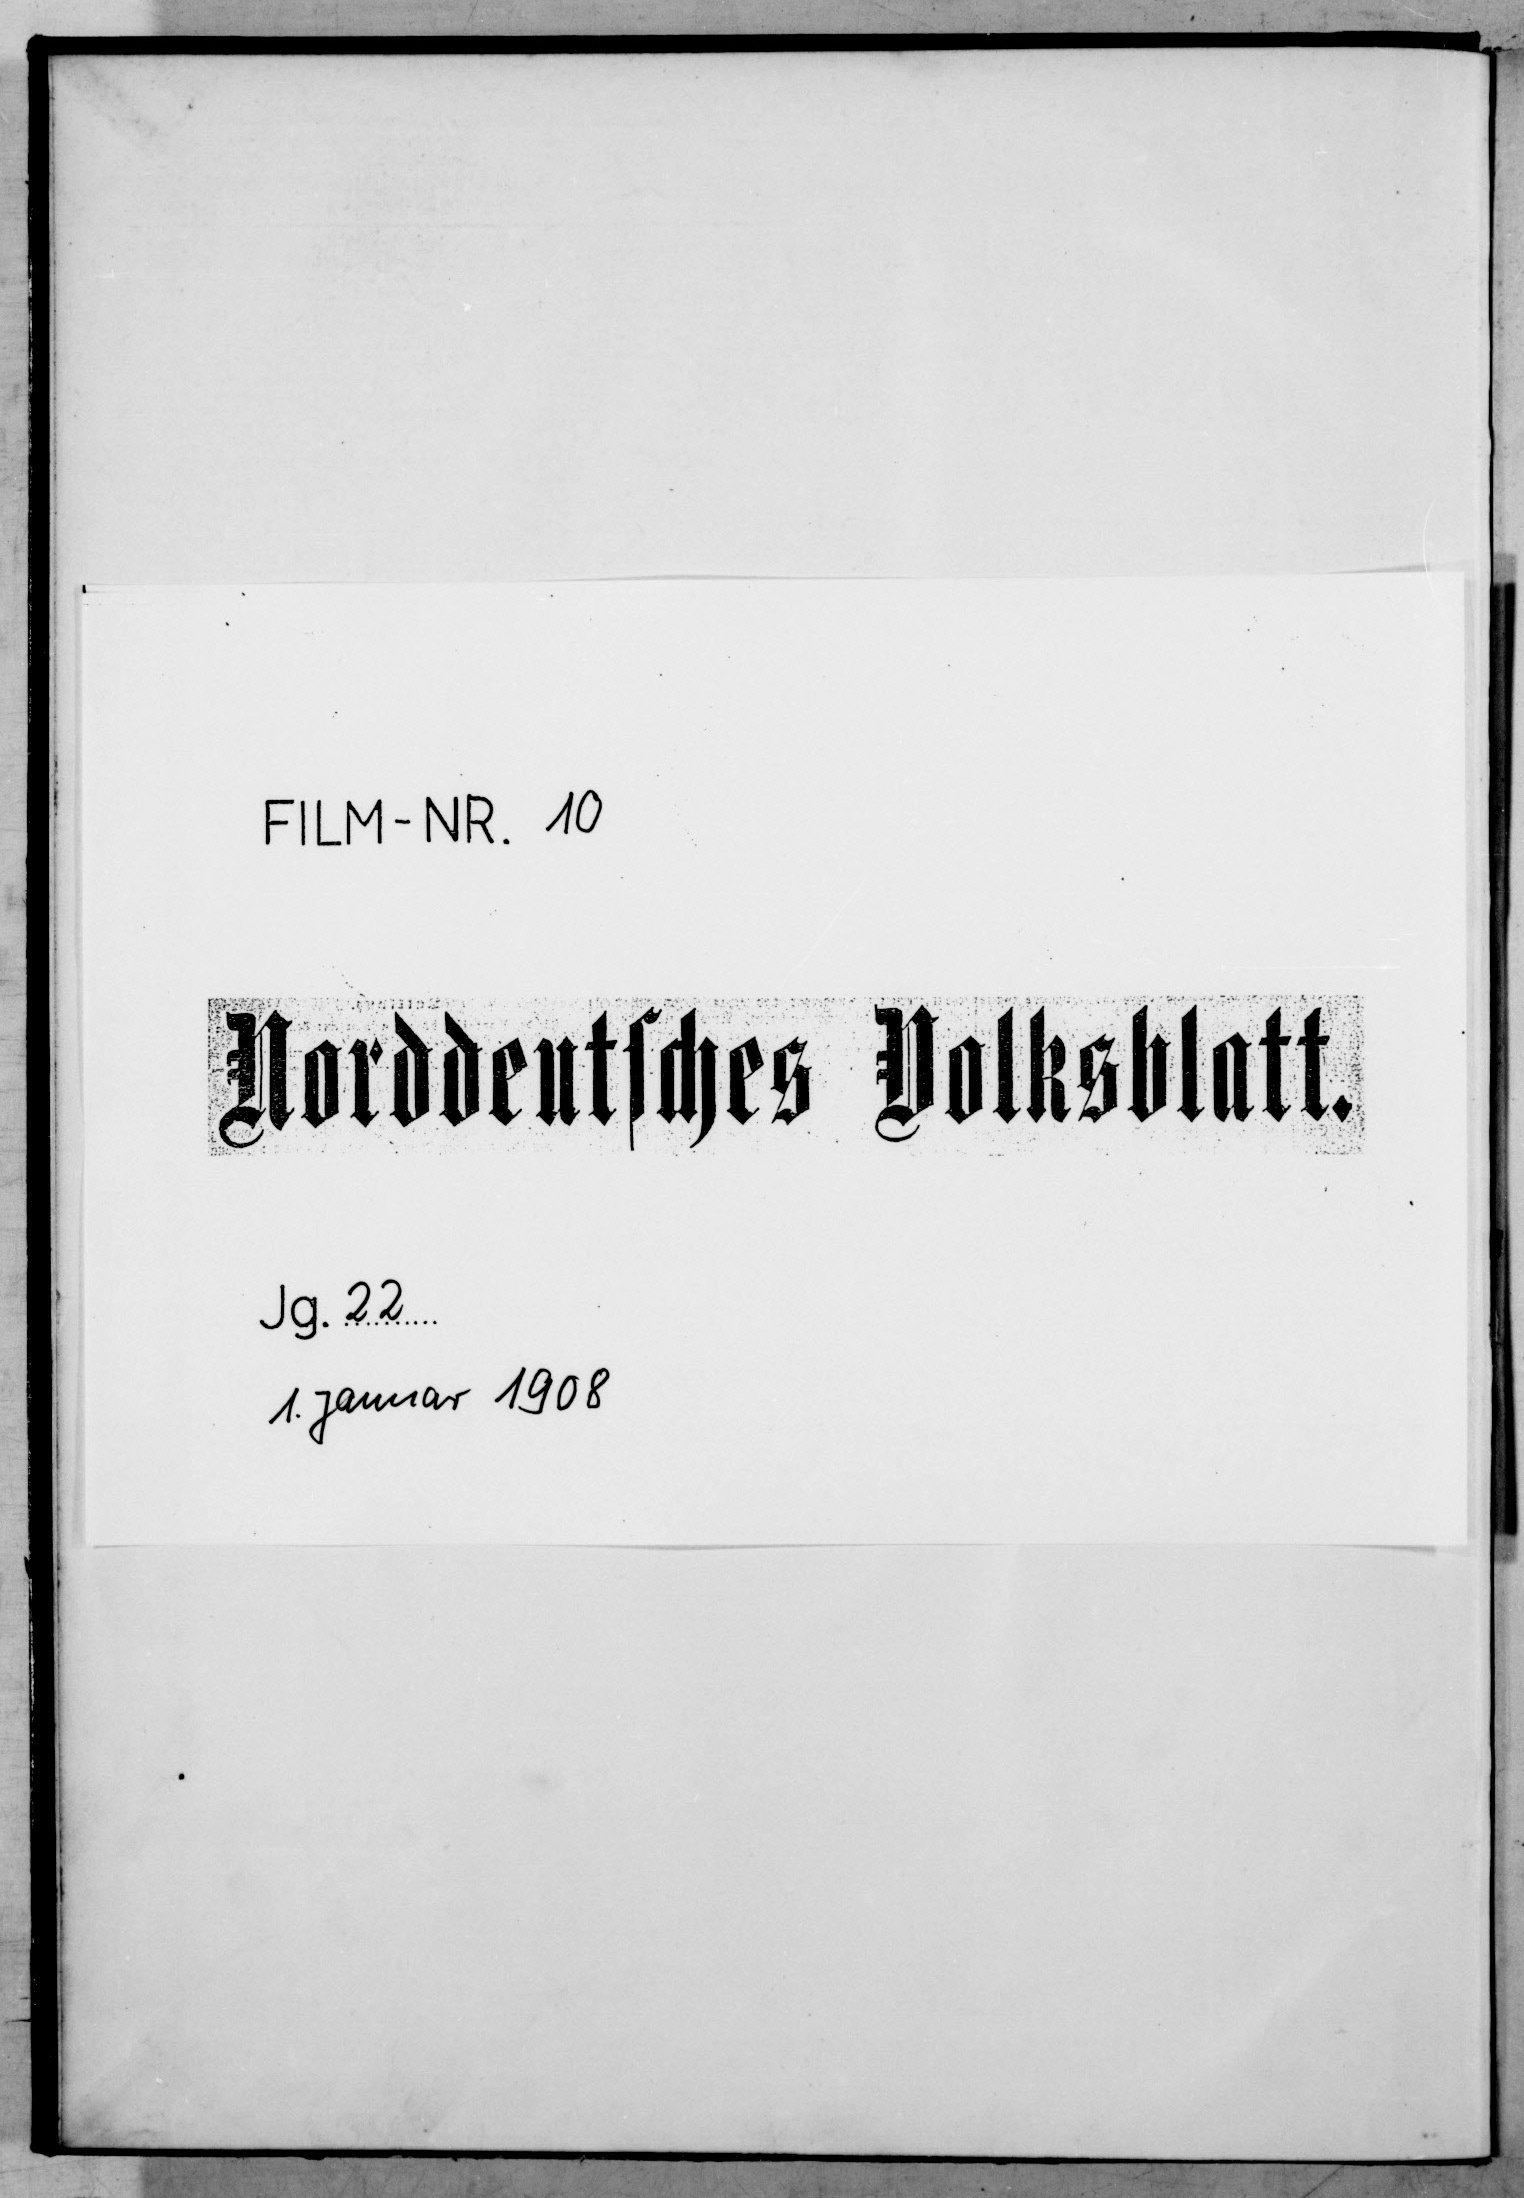 FILM-NR. 10
Norddeutſches Volksblatt.
Jg. 22
1. Januar 1908